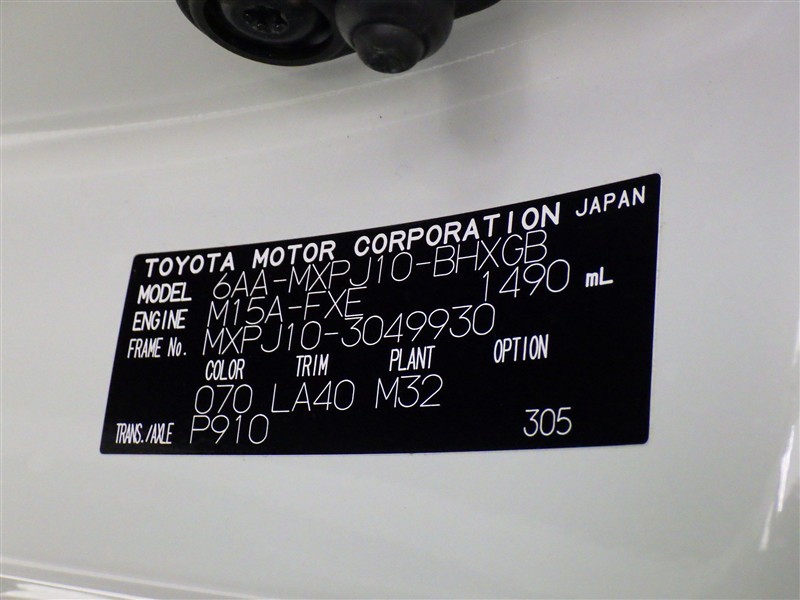 TOYOTA MOTOR CORPORATION JAPAN
MODEL 6AA-MXPJ10-BHXGB
ENGINE M15A-FXE 1490 mL
FRAME No. MXPJ10-3049930
COLOR TRIM PLANT OPTION
070 LA40 M32
TRANS./AXLE P910 305